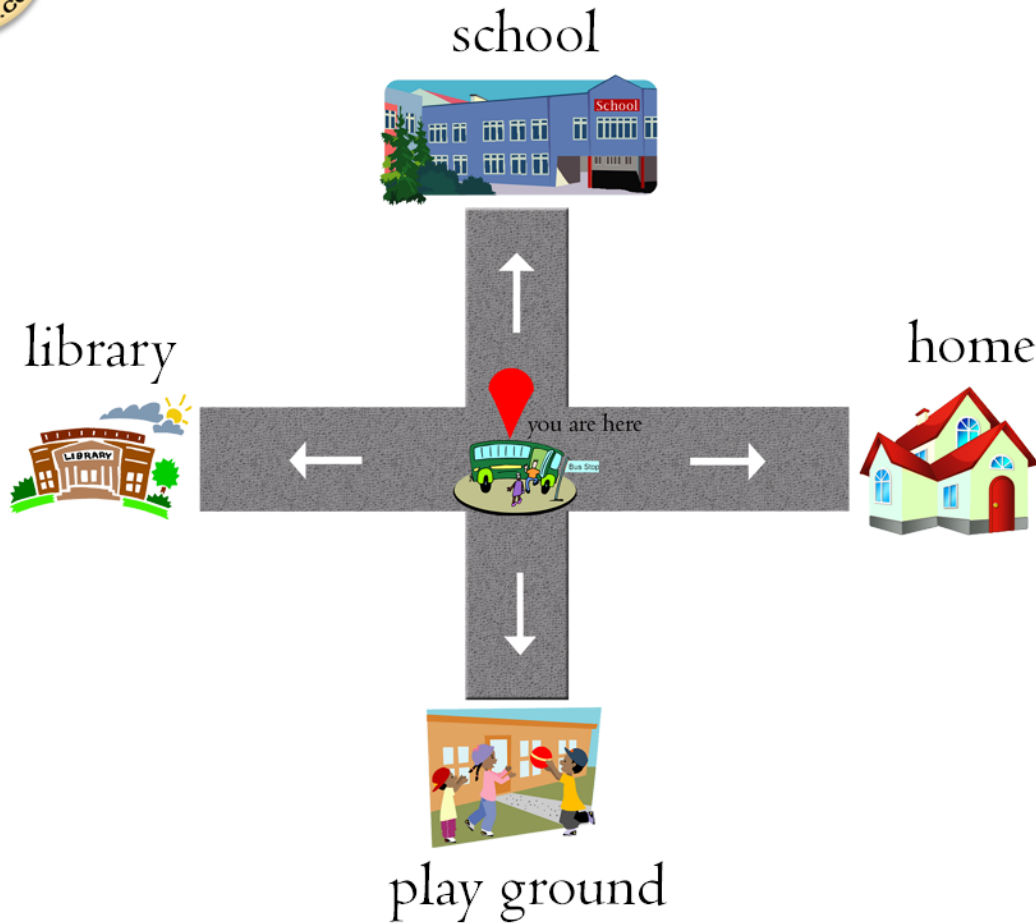 school
School
library
home
you are here
LIBRARY
Bus Stop
play ground